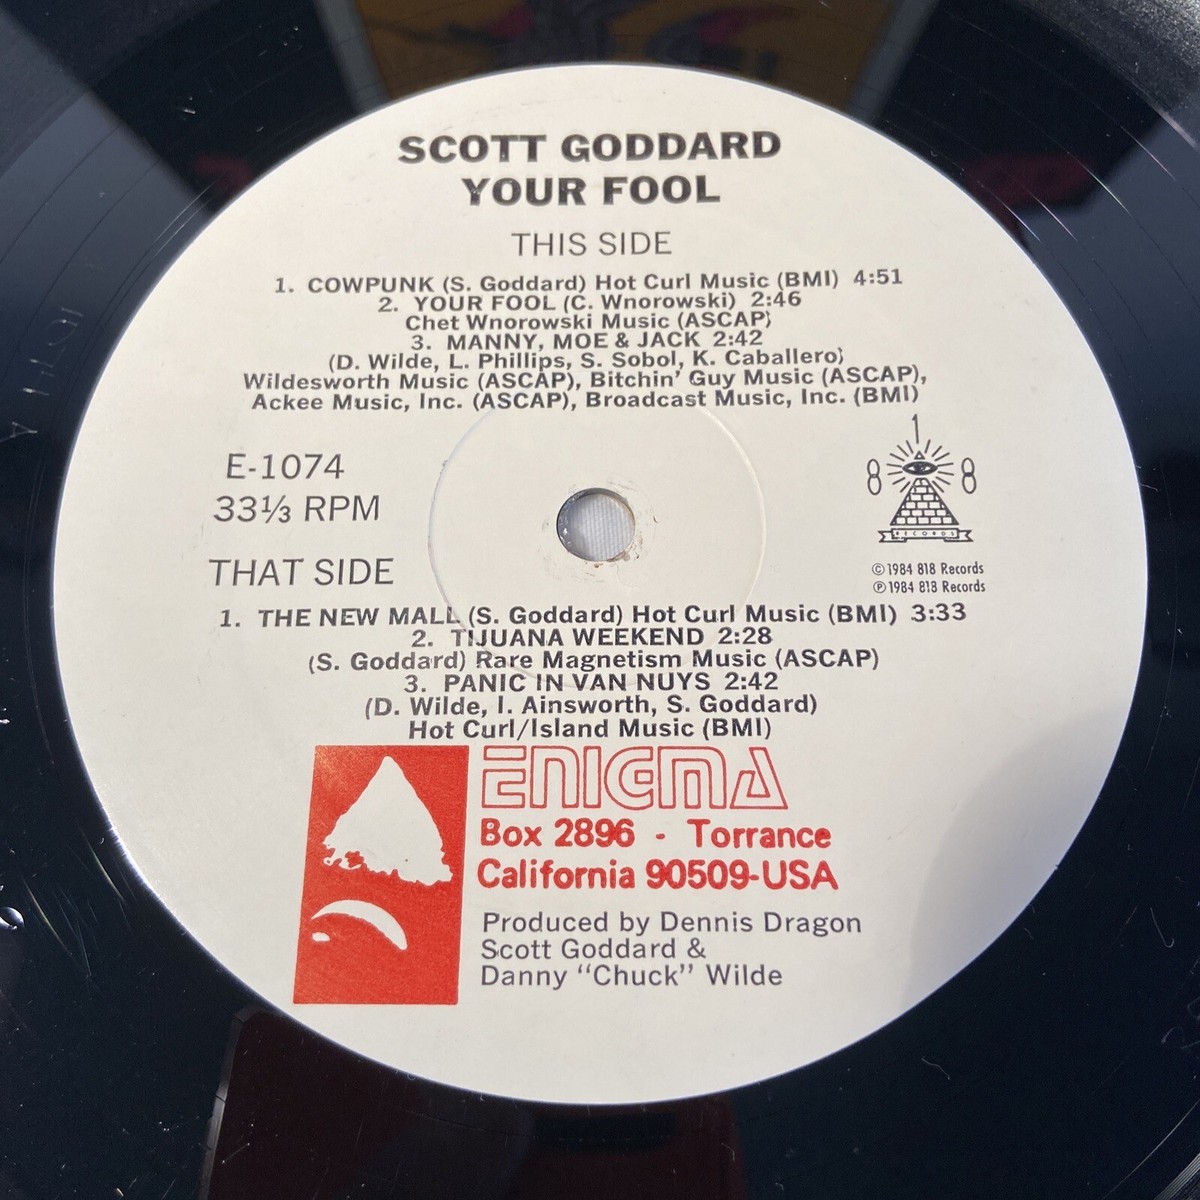 SCOTT GODDARD
YOUR FOOL
THIS SIDE
1. COWPUNK (S. Goddard) Hot Curl Music (BMI) 4:51
2. YOUR FOOL (C. Wnorowski) 2:46
Chet Wnorowski Music (ASCAP)
3. MANNY, MOE & JACK 2:42
(D. Wilde, L. Phillips, S. Sobol, K. Caballero)
Wildesworth Music (ASCAP), Bitchin' Guy Music (ASCAP),
Ackee Music, Inc. (ASCAP), Broadcast Music, Inc. (BMI)
E-1074
33⅓ RPM
8 1 8
RECORDS
©1984 818 Records
℗1984 818 Records
THAT SIDE
1. THE NEW MALL (S. Goddard) Hot Curl Music (BMI) 3:33
2. TIJUANA WEEKEND 2:28
(S. Goddard) Rare Magnetism Music (ASCAP)
3. PANIC IN VAN NUYS 2:42
(D. Wilde, I. Ainsworth, S. Goddard)
Hot Curl/Island Music (BMI)
ENIGMA
Box 2896 - Torrance
California 90509-USA
Produced by Dennis Dragon
Scott Goddard &
Danny “Chuck” Wilde